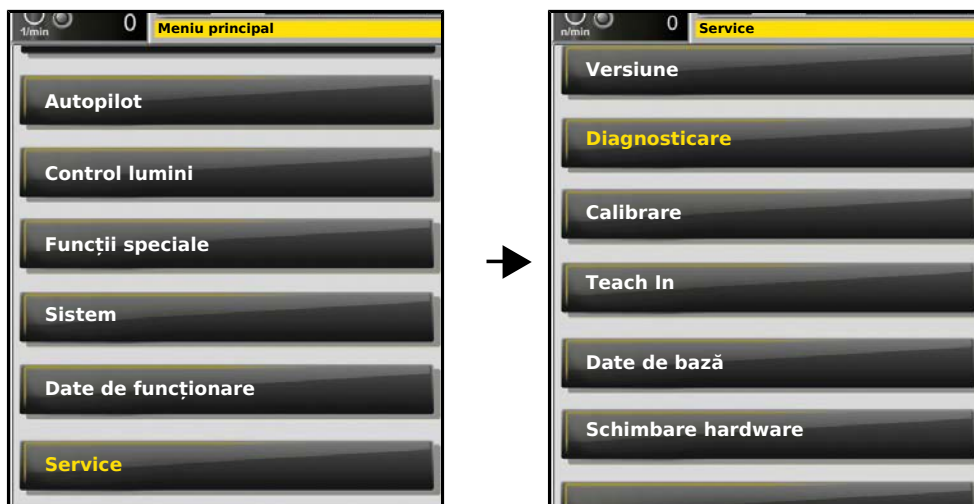 1/min
0
Meniu principal
Autopilot
Control lumini
Funcții speciale
Sistem
Date de funcționare
Service
n/min
0
Service
Versiune
Diagnosticare
Calibrare
Teach In
Date de bază
Schimbare hardware